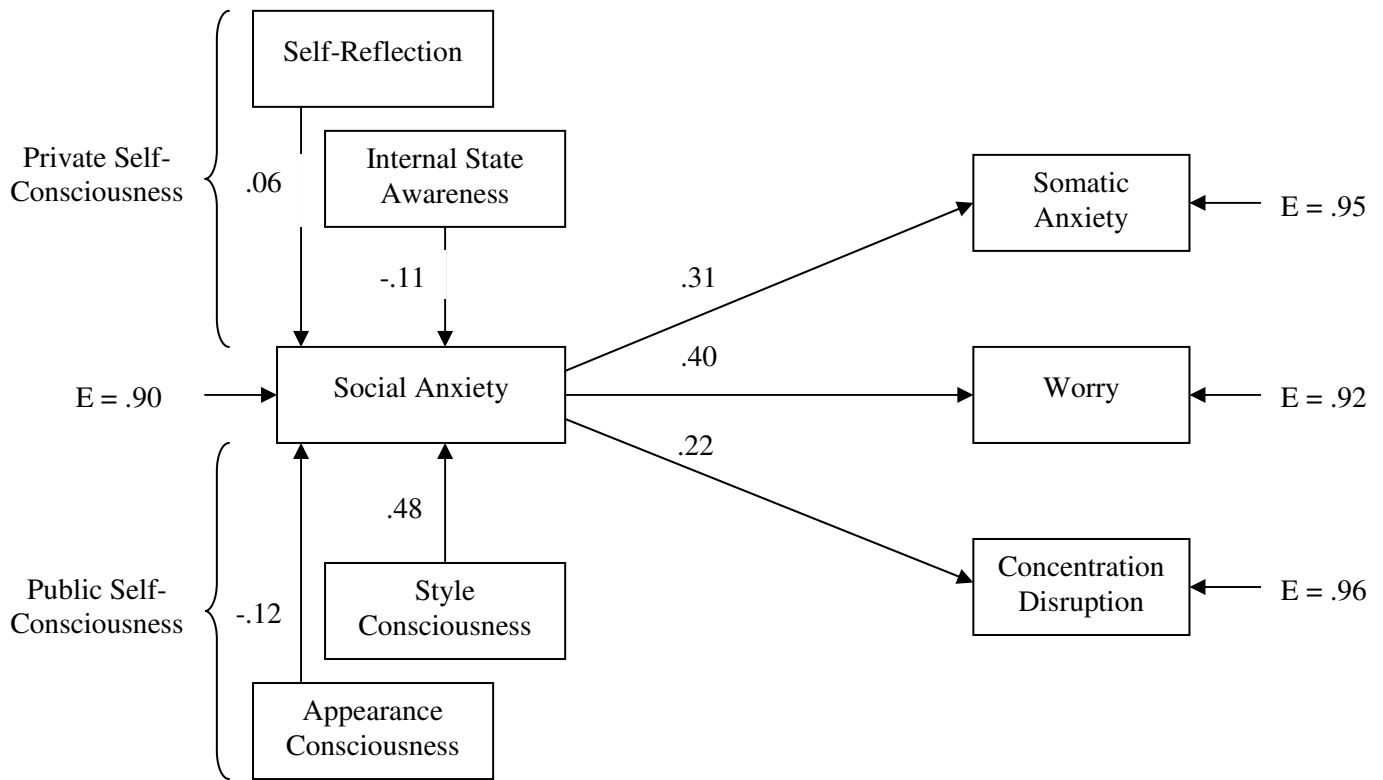 Self-Reflection
Private Self-
Consciousness
.06
Internal State
Awareness
-.11
Somatic
Anxiety
E = .95
.31
E = .90
Social Anxiety
.40
Worry
E = .92
.22
.48
Public Self-
Consciousness
-.12
Style
Consciousness
Concentration
Disruption
E = .96
Appearance
Consciousness